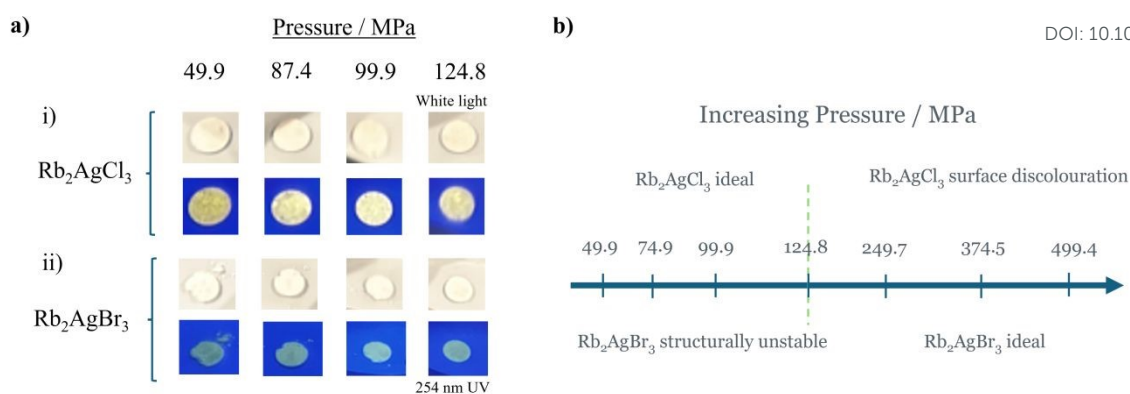 a)
Pressure / MPa
49.9 87.4 99.9 124.8
White light
i)
Rb₂AgCl₃
ii)
Rb₂AgBr₃
254 nm UV
b)
DOI: 10.10
Increasing Pressure / MPa
Rb₂AgCl₃ ideal
Rb₂AgCl₃ surface discolouration
49.9 74.9 99.9 124.8 249.7 374.5 499.4
Rb₂AgBr₃ structurally unstable
Rb₂AgBr₃ ideal